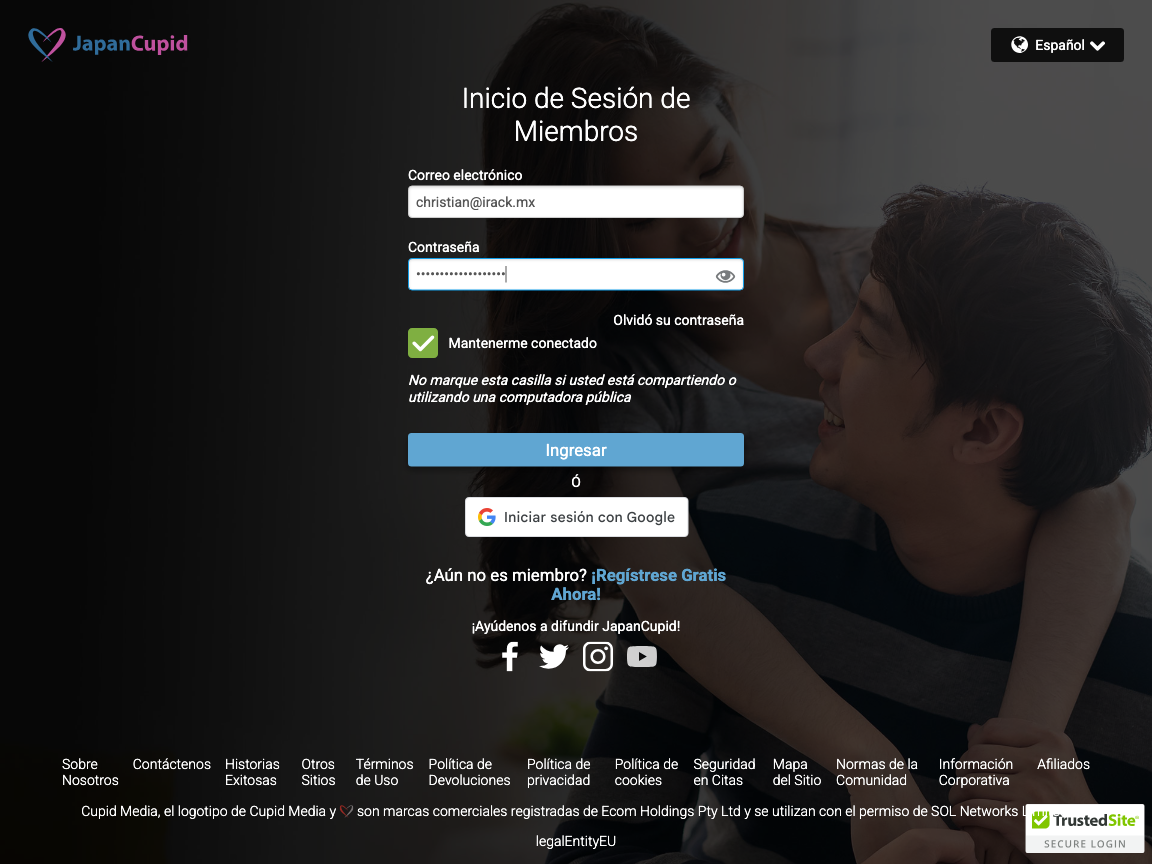 JapanCupid
Español
Inicio de Sesión de
Miembros
Correo electrónico
christian@irack.mx
Contraseña
•••••••••••••••••••
Olvidó su contraseña
Mantenerme conectado
No marque esta casilla si usted está compartiendo o
utilizando una computadora pública
Ingresar
Ó
Iniciar sesión con Google
¿Aún no es miembro? ¡Regístrese Gratis
Ahora!
¡Ayúdenos a difundir JapanCupid!
Sobre Nosotros
Contáctenos
Historias Exitosas
Otros Sitios
Términos de Uso
Política de Devoluciones
Política de privacidad
Política de cookies
Seguridad en Citas
Mapa del Sitio
Normas de la Comunidad
Información Corporativa
Afiliados
Cupid Media, el logotipo de Cupid Media y son marcas comerciales registradas de Ecom Holdings Pty Ltd y se utilizan con el permiso de SOL Networks
legalEntityEU
TrustedSite
SECURE LOGIN